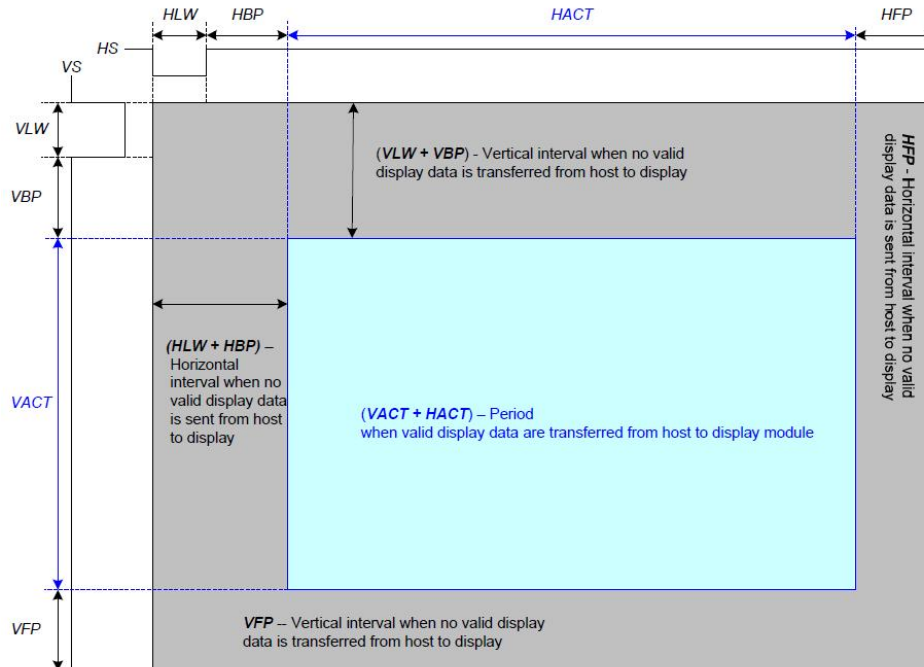 HLW HBP HACT HFP
HS
VS
VLW
(VLW + VBP) - Vertical interval when no valid
display data is transferred from host to display
HFP - Horizontal interval when no valid
display data is sent from host to display
VBP
(HLW + HBP) –
Horizontal
interval when no
valid display data
is sent from host
to display
VACT
(VACT + HACT) – Period
when valid display data are transferred from host to display module
VFP
VFP – Vertical interval when no valid display
data is transferred from host to display